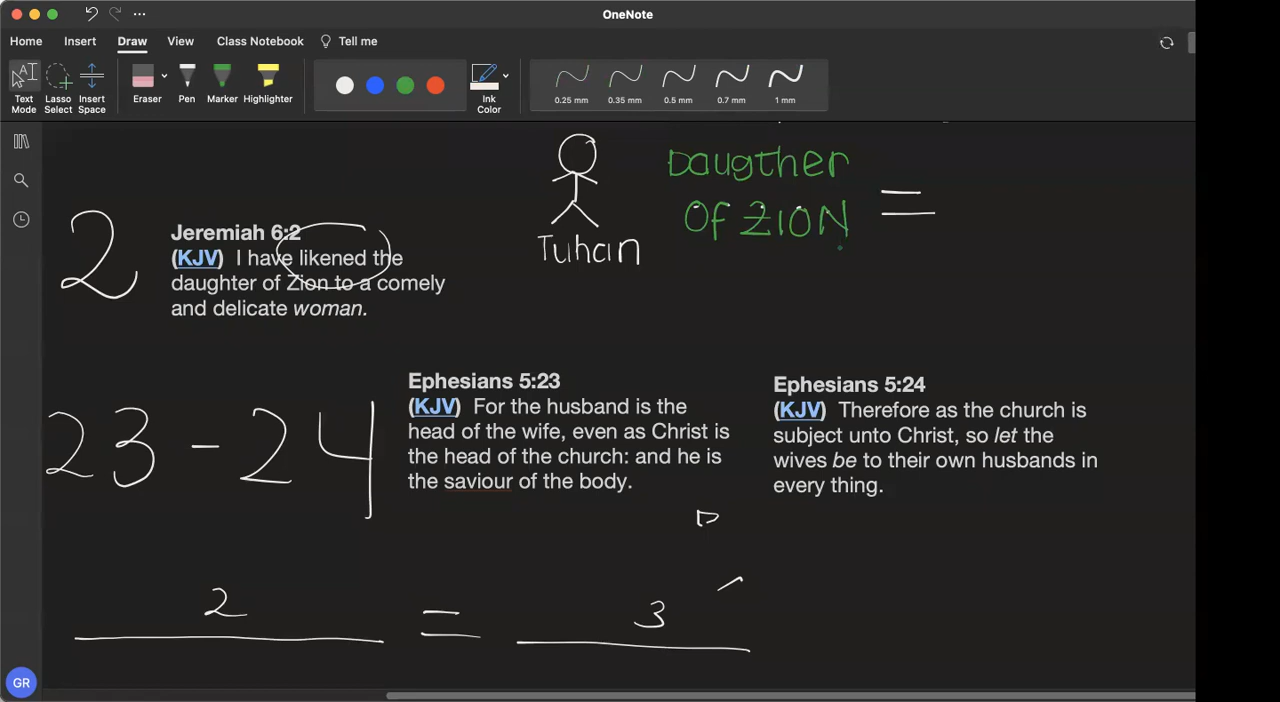 OneNote
Home Insert Draw View Class Notebook Tell me
Text Mode
Lasso Select
Insert Space
Eraser
Pen
Marker
Highlighter
Ink Color
0.25 mm
0.35 mm
0.5 mm
0.7 mm
1 mm
Daugther
OF ZION =
Tuhan
2
Jeremiah 6:2
(KJV) I have likened the
daughter of Zion to a comely
and delicate woman.
23 - 24
Ephesians 5:23
(KJV) For the husband is the
head of the wife, even as Christ is
the head of the church: and he is
the saviour of the body.
Ephesians 5:24
(KJV) Therefore as the church is
subject unto Christ, so let the
wives be to their own husbands in
every thing.
2 = 3
GR